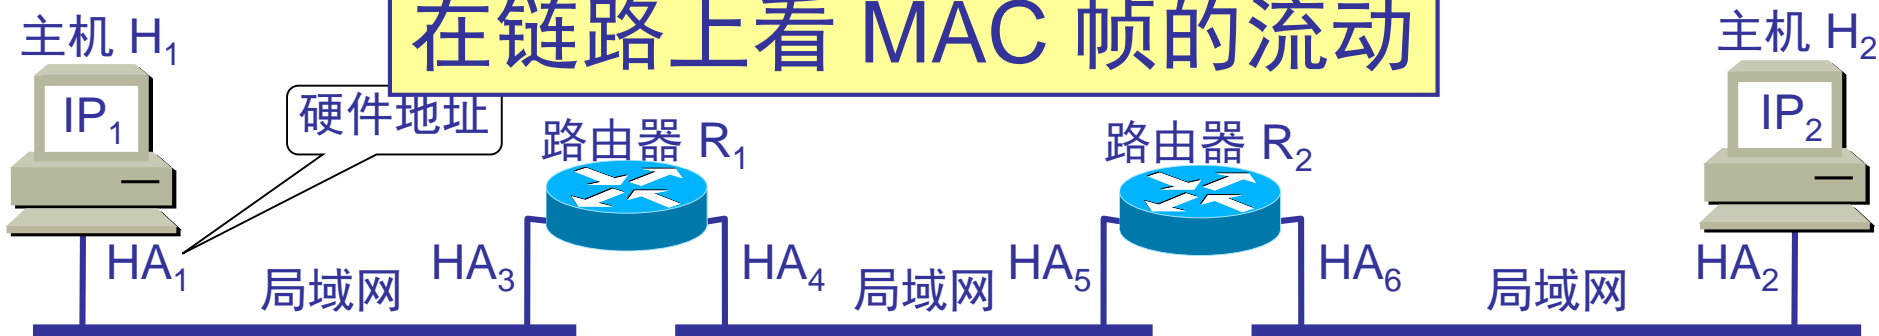 在链路上看 MAC 帧的流动
主机 H₁
主机 H₂
IP₁
硬件地址
路由器 R₁
路由器 R₂
IP₂
HA₁
局域网
HA₃
HA₄
局域网
HA₅
HA₆
局域网
HA₂